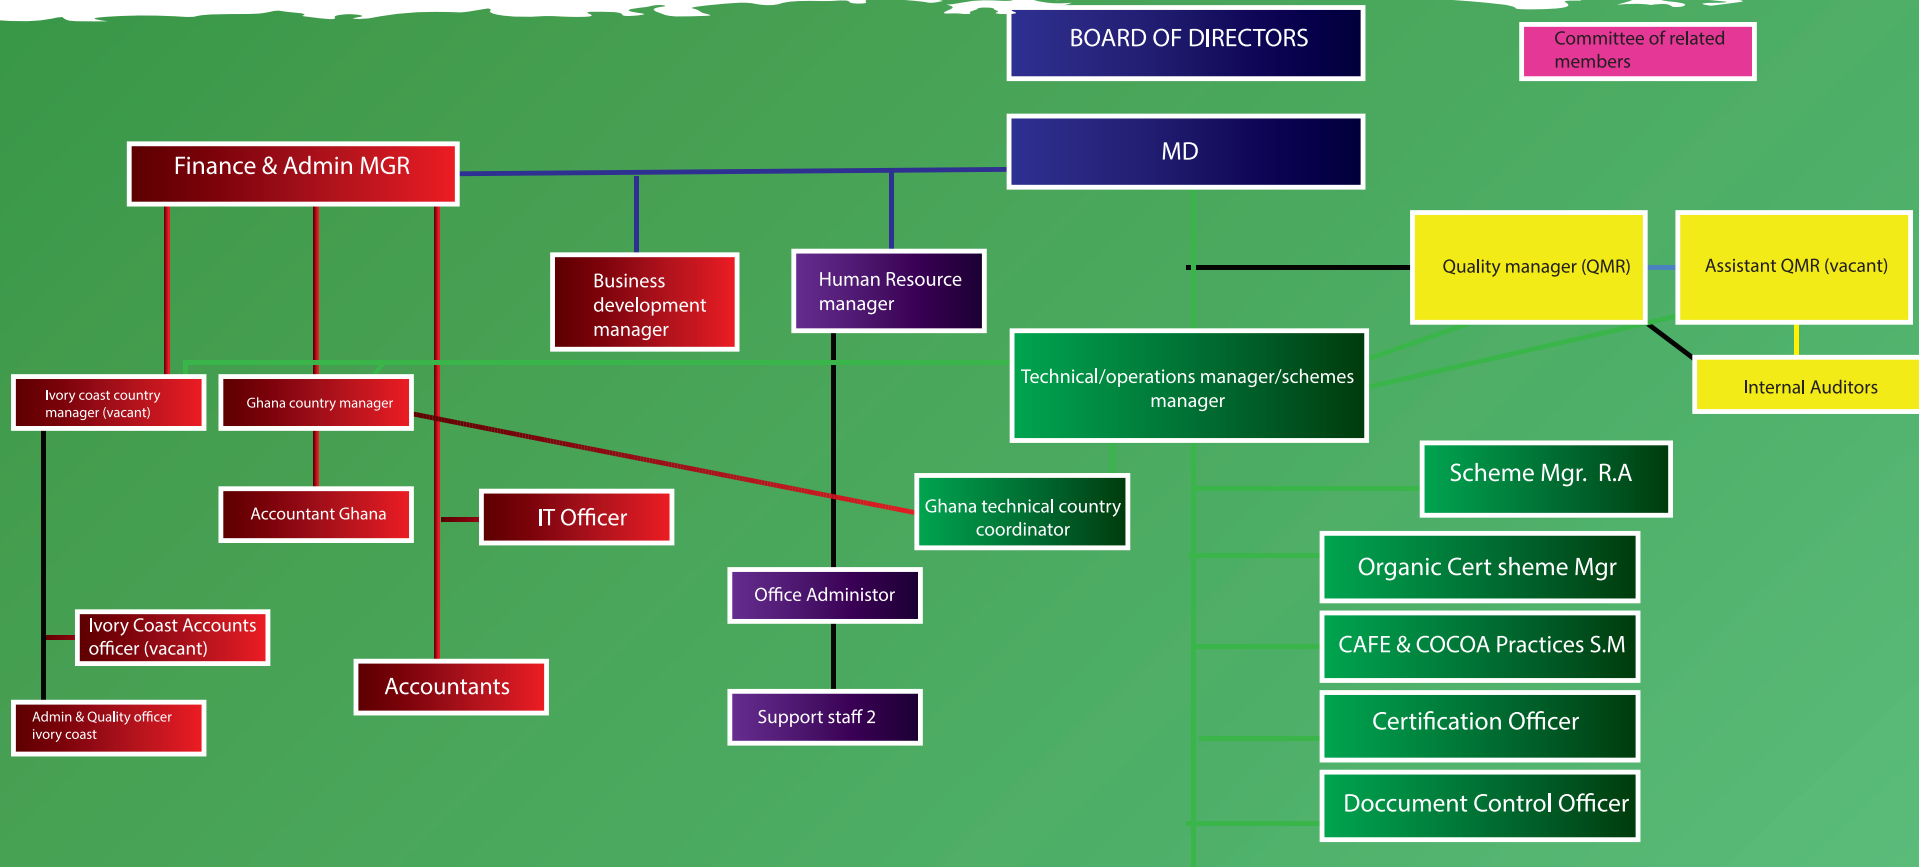 BOARD OF DIRECTORS
Committee of related
members
MD
Finance & Admin MGR
Quality manager (QMR)
Assistant QMR (vacant)
Business
development
manager
Human Resource
manager
Technical/operations manager/schemes
manager
Internal Auditors
Ivory coast country
manager (vacant)
Ghana country manager
Scheme Mgr. R.A
Accountant Ghana
IT Officer
Ghana technical country
coordinator
Organic Cert sheme Mgr
Office Administor
Ivory Coast Accounts
officer (vacant)
CAFE & COCOA Practices S.M
Accountants
Admin & Quality officer
ivory coast
Support staff 2
Certification Officer
Doccument Control Officer